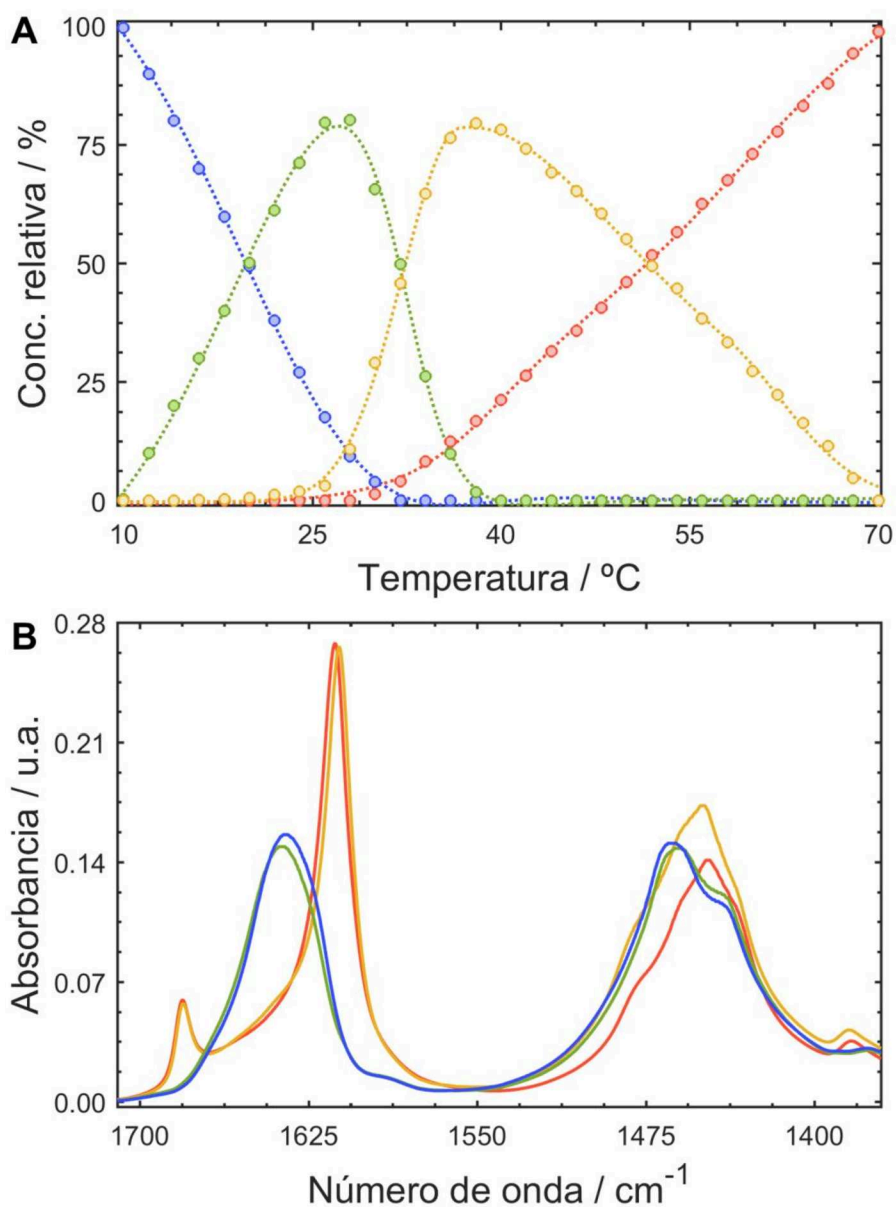 A
100
75
50
25
0
Conc. relativa / %
10 25 40 55 70
Temperatura / ºC
B
0.28
0.21
0.14
0.07
0.00
Absorbancia / u.a.
1700 1625 1550 1475 1400
Número de onda / cm⁻¹